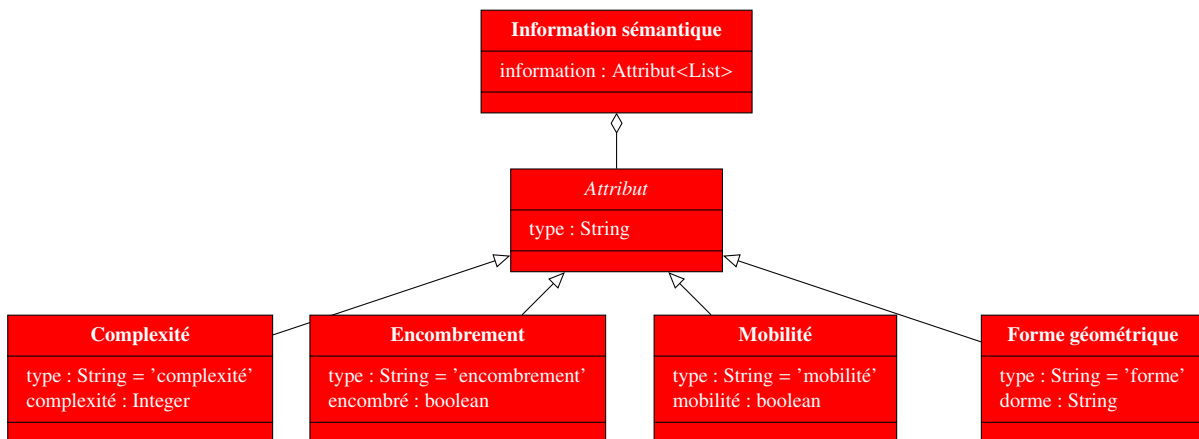 Information sémantique
information : Attribut<List>
Attribut
type : String
Complexité
type : String = ’complexité’
complexité : Integer
Encombrement
type : String = ’encombrement’
encombré : boolean
Mobilité
type : String = ’mobilité’
mobilité : boolean
Forme géométrique
type : String = ’forme’
dorme : String